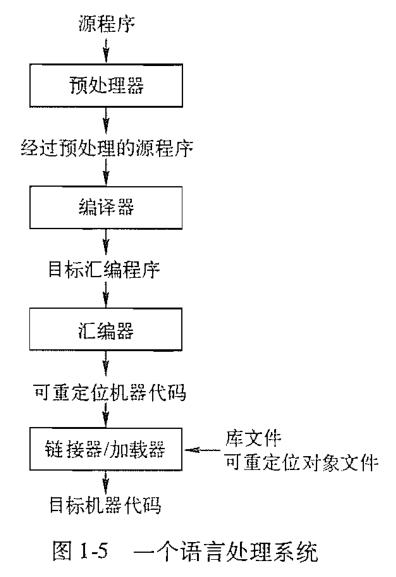 源程序
预处理器
经过预处理的源程序
编译器
目标汇编程序
汇编器
可重定位机器代码
链接器/加载器
库文件
可重定位对象文件
目标机器代码
图 1-5 一个语言处理系统